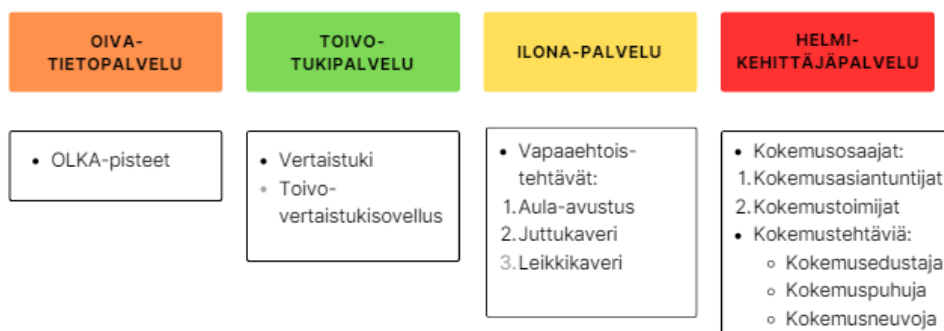 OIVA-
TIETOPALVELU
TOIVO-
TUKIPALVELU
ILONA-PALVELU
HELMI-
KEHITTÄJÄPALVELU
• OLKA-pisteet
• Vertaistuki
• Toivo-
vertaistukisovellus
• Vapaaehtois-
tehtävät:
1. Aula-avustus
2. Juttukaveri
3. Leikkikaveri
• Kokemusosaajat:
1. Kokemusasiantuntijat
2. Kokemustoimijat
• Kokemustehtäviä:
◦ Kokemusedustaja
◦ Kokemuspuhuja
◦ Kokemusneuvoja